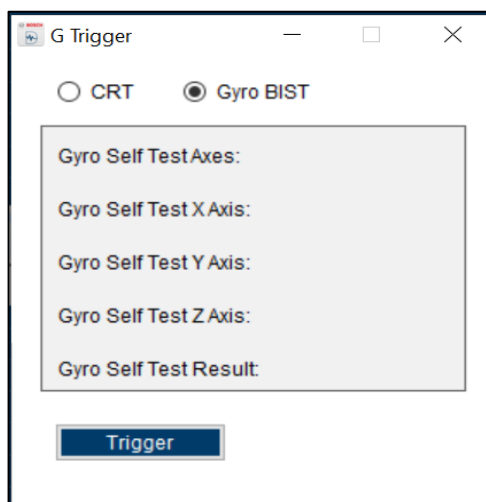 BOSCH
G Trigger
CRT Gyro BIST
Gyro Self Test Axes:
Gyro Self Test X Axis:
Gyro Self Test Y Axis:
Gyro Self Test Z Axis:
Gyro Self Test Result:
Trigger